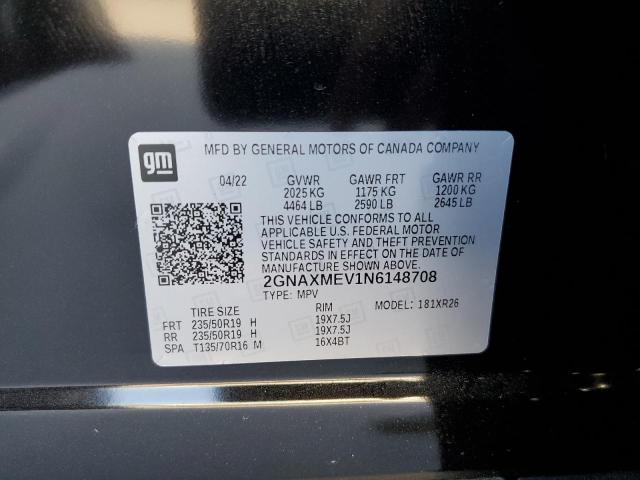 gm
MFD BY GENERAL MOTORS OF CANADA COMPANY
04/22 GVWR GAWR FRT GAWR RR
2025 KG 1175 KG 1200 KG
4464 LB 2590 LB 2645 LB
THIS VEHICLE CONFORMS TO ALL
APPLICABLE U.S. FEDERAL MOTOR
VEHICLE SAFETY AND THEFT PREVENTION
STANDARDS IN EFFECT ON THE DATE OF
MANUFACTURE SHOWN ABOVE.
2GNAXMEV1N6148708
TYPE: MPV MODEL: 181XR26
TIRE SIZE RIM
FRT 235/50R19 H 19X7.5J
RR 235/50R19 H 19X7.5J
SPA T135/70R16 M 16X4BT